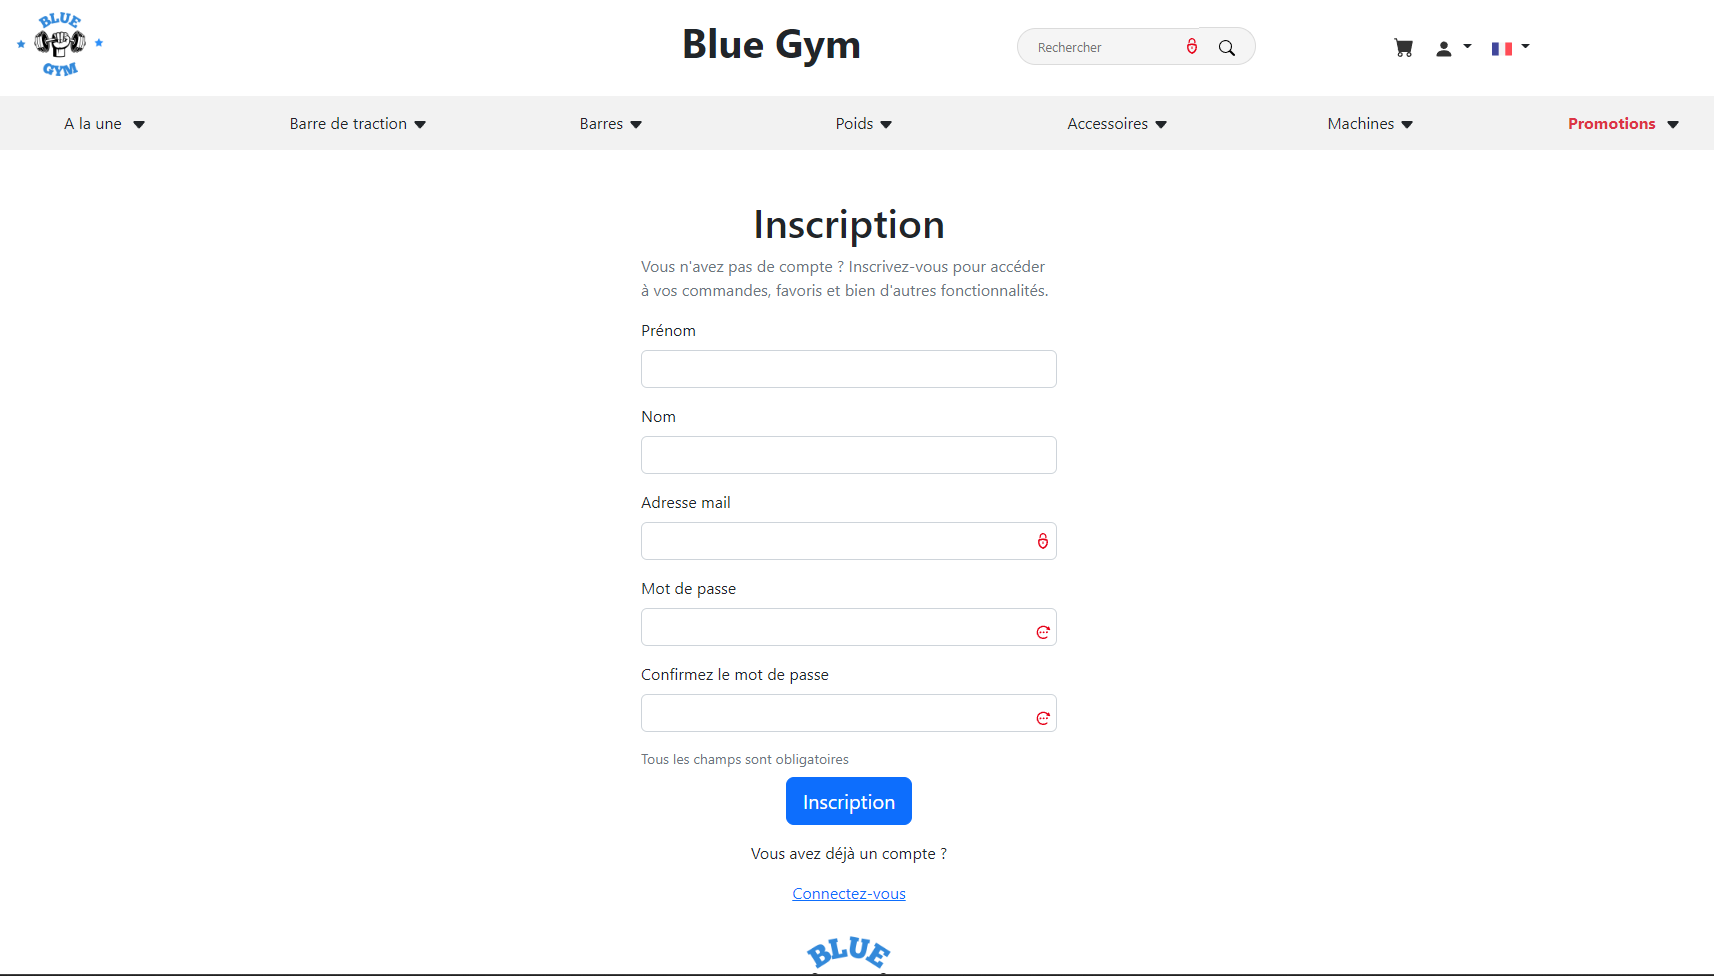 BLUE
GYM
Blue Gym
Rechercher
A la une
Barre de traction
Barres
Poids
Accessoires
Machines
Promotions
Inscription
Vous n'avez pas de compte ? Inscrivez-vous pour accéder
à vos commandes, favoris et bien d'autres fonctionnalités.
Prénom
Nom
Adresse mail
Mot de passe
Confirmez le mot de passe
Tous les champs sont obligatoires
Inscription
Vous avez déjà un compte ?
Connectez-vous
BLUE